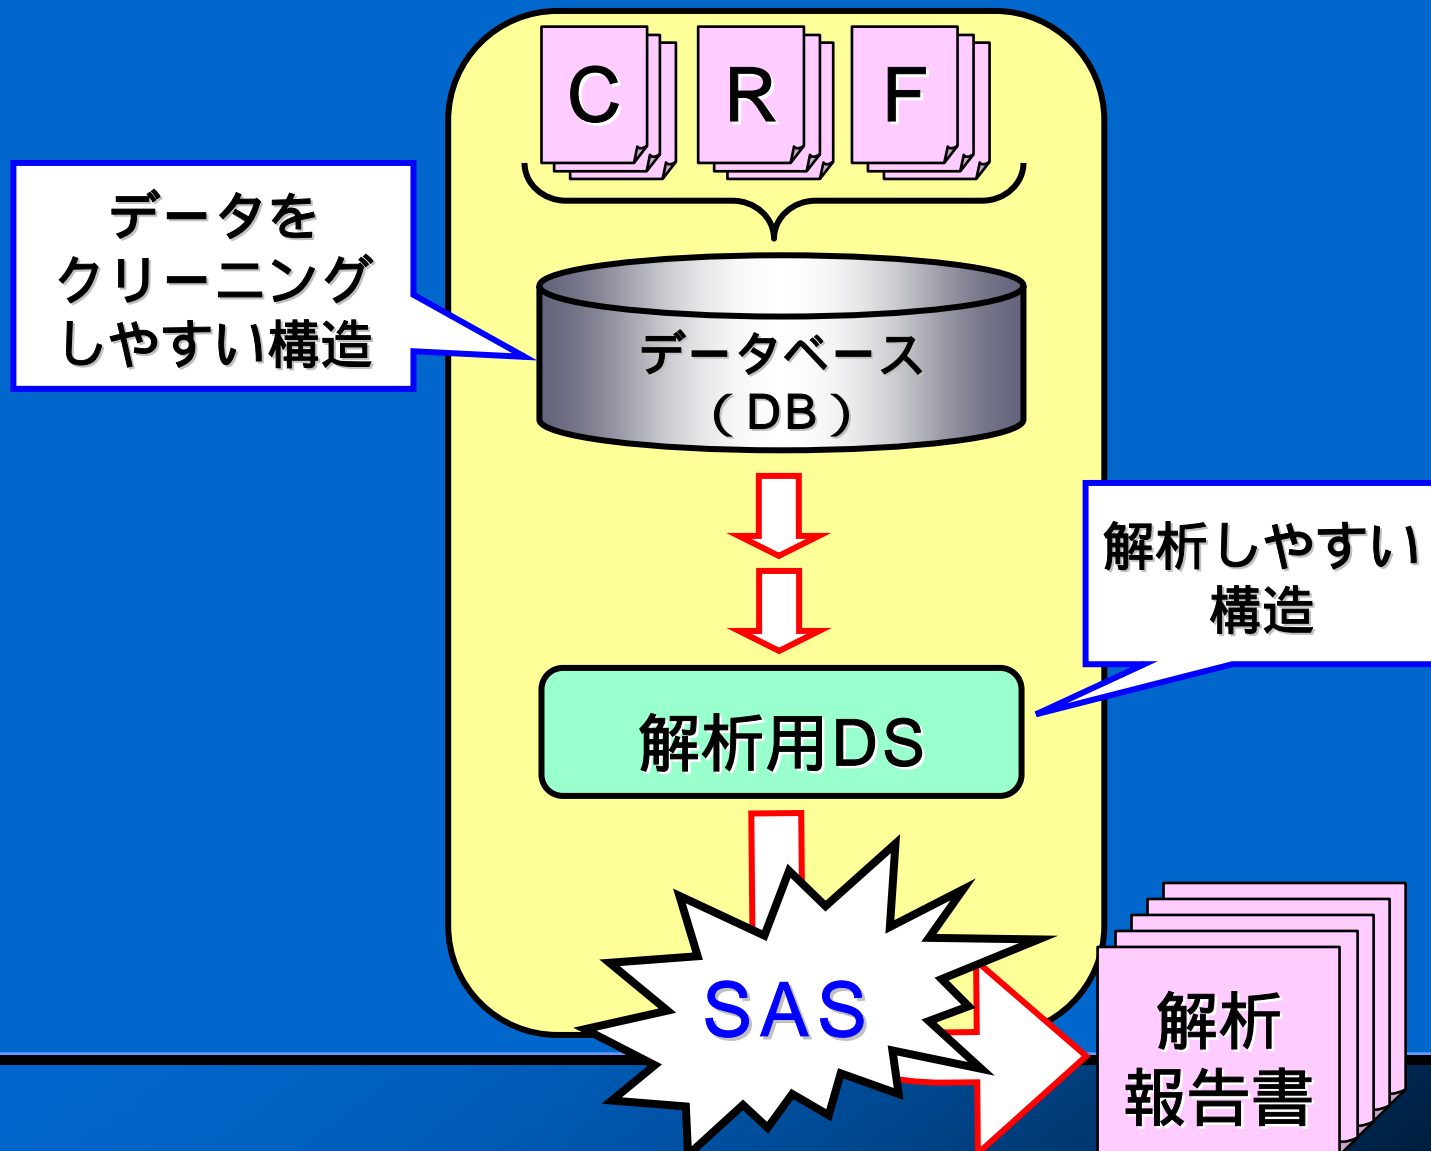 C R F
データを
クリーニング
しやすい構造
データベース
(DB)
解析しやすい
構造
解析用DS
SAS
解析
報告書